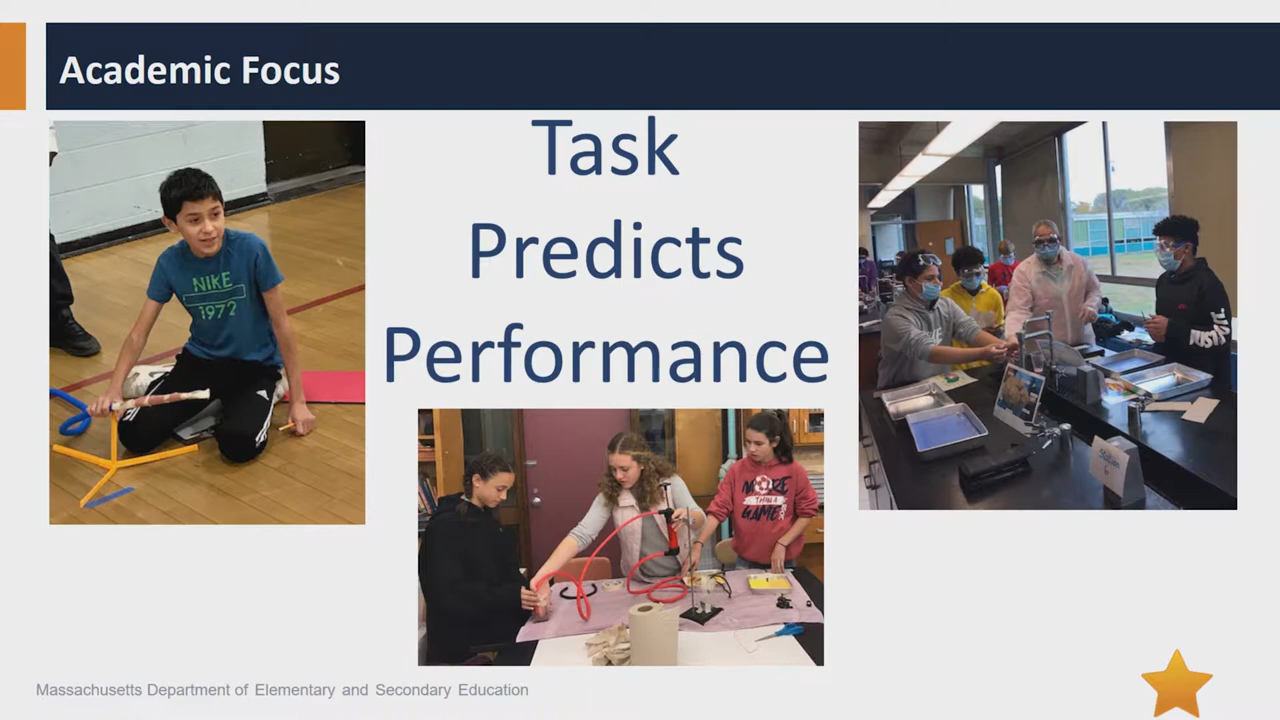 Academic Focus
Task
Predicts
Performance
NIKE
1972
MORE
THAN A
GAME
Massachusetts Department of Elementary and Secondary Education